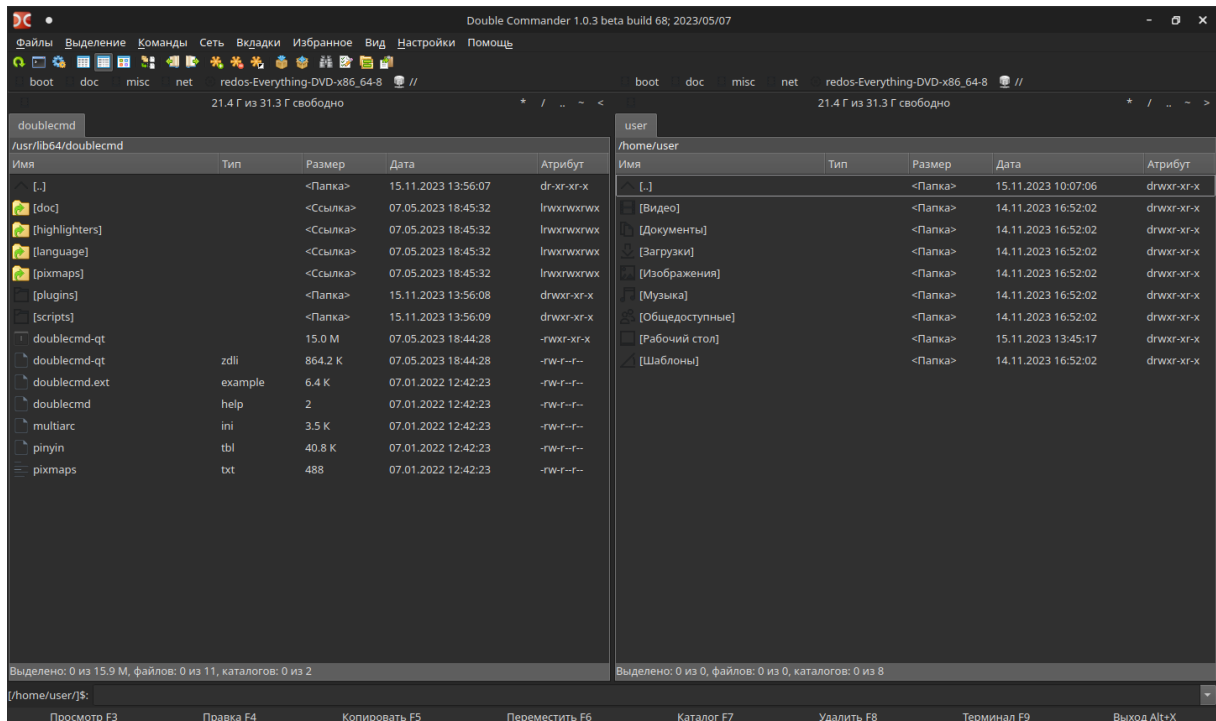 Double Commander 1.0.3 beta build 68; 2023/05/07
Файлы Выделение Команды Сеть Вкладки Избранное Вид Настройки Помощь
boot doc misc net redos-Everything-DVD-x86_64-8 // boot doc misc net redos-Everything-DVD-x86_64-8 //
21.4 Г из 31.3 Г свободно * / .. ~ < 21.4 Г из 31.3 Г свободно * / .. ~ >
doublecmd
/usr/lib64/doublecmd
Имя Тип Размер Дата Атрибут
[..] <Папка> 15.11.2023 13:56:07 dr-xr-xr-x
[doc] <Ссылка> 07.05.2023 18:45:32 lrwxrwxrwx
[highlighters] <Ссылка> 07.05.2023 18:45:32 lrwxrwxrwx
[language] <Ссылка> 07.05.2023 18:45:32 lrwxrwxrwx
[pixmaps] <Ссылка> 07.05.2023 18:45:32 lrwxrwxrwx
[plugins] <Папка> 15.11.2023 13:56:08 drwxr-xr-x
[scripts] <Папка> 15.11.2023 13:56:09 drwxr-xr-x
doublecmd-qt 15.0 M 07.05.2023 18:44:28 -rwxr-xr-x
doublecmd-qt zdli 864.2 K 07.05.2023 18:44:28 -rw-r--r--
doublecmd.ext example 6.4 K 07.01.2022 12:42:23 -rw-r--r--
doublecmd help 2 07.01.2022 12:42:23 -rw-r--r--
multiarc ini 3.5 K 07.01.2022 12:42:23 -rw-r--r--
pinyin tbl 40.8 K 07.01.2022 12:42:23 -rw-r--r--
pixmaps txt 488 07.01.2022 12:42:23 -rw-r--r--
Выделено: 0 из 15.9 M, файлов: 0 из 11, каталогов: 0 из 2
user
/home/user
Имя Тип Размер Дата Атрибут
[..] <Папка> 15.11.2023 10:07:06 drwxr-xr-x
[Видео] <Папка> 14.11.2023 16:52:02 drwxr-xr-x
[Документы] <Папка> 14.11.2023 16:52:02 drwxr-xr-x
[Загрузки] <Папка> 14.11.2023 16:52:02 drwxr-xr-x
[Изображения] <Папка> 14.11.2023 16:52:02 drwxr-xr-x
[Музыка] <Папка> 14.11.2023 16:52:02 drwxr-xr-x
[Общедоступные] <Папка> 14.11.2023 16:52:02 drwxr-xr-x
[Рабочий стол] <Папка> 15.11.2023 13:45:17 drwxr-xr-x
[Шаблоны] <Папка> 14.11.2023 16:52:02 drwxr-xr-x
Выделено: 0 из 0, файлов: 0 из 0, каталогов: 0 из 8
[/home/user/]$:
Просмотр F3 Правка F4 Копировать F5 Переместить F6 Каталог F7 Удалить F8 Терминал F9 Выход Alt+X